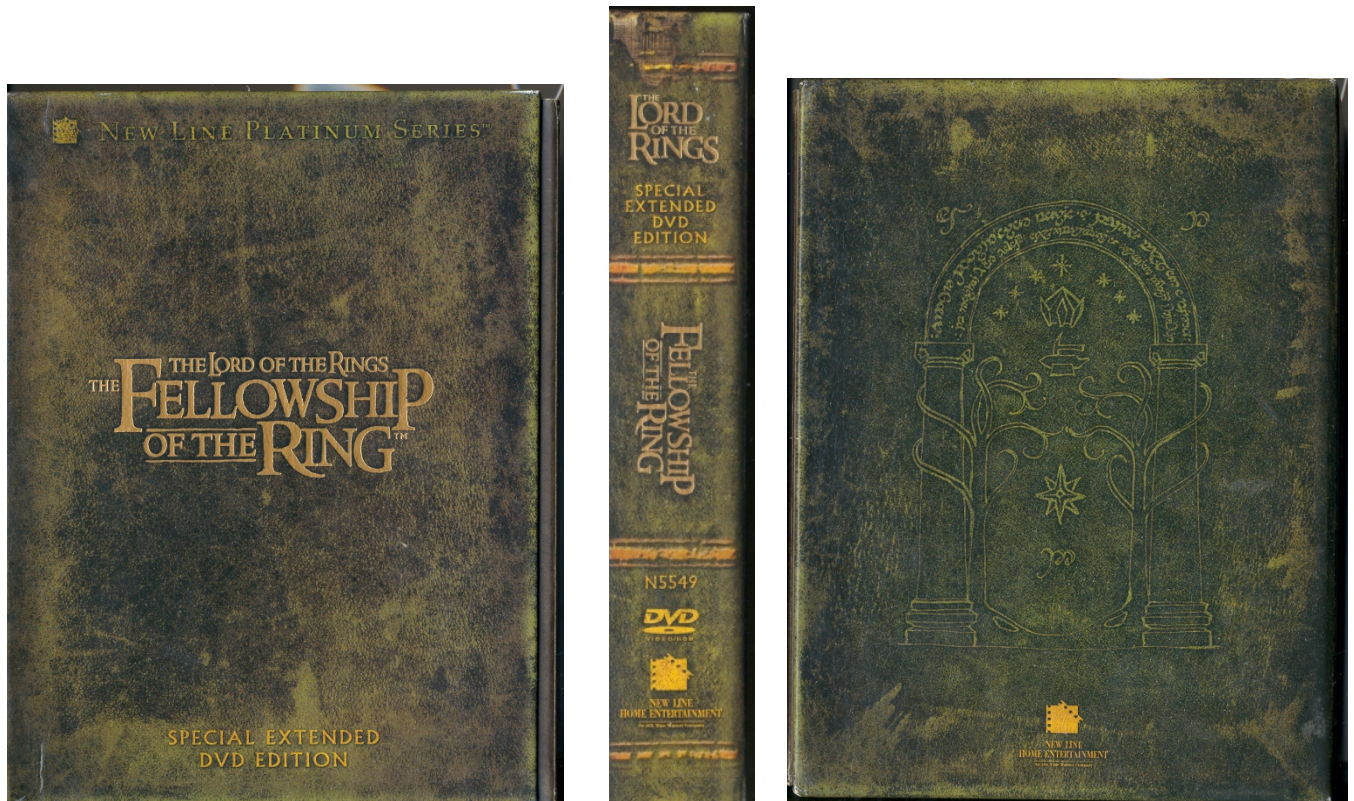 NEW LINE PLATINUM SERIES™
THE LORD OF THE RINGS
THE FELLOWSHIP
OF THE RING™
SPECIAL EXTENDED
DVD EDITION
THE
LORD
OF THE
RINGS
SPECIAL
EXTENDED
DVD
EDITION
THE
FELLOWSHIP
OF THE RING
N5549
DVD
VIDEO/ROM
NEW LINE
HOME ENTERTAINMENT
NEW LINE
HOME ENTERTAINMENT